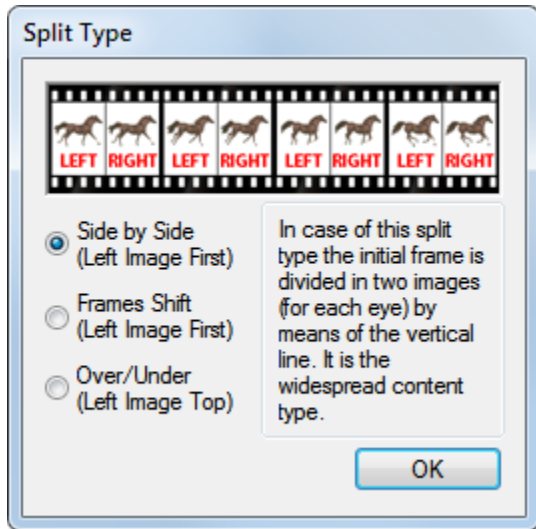 Split Type
LEFT RIGHT LEFT RIGHT LEFT RIGHT LEFT RIGHT
Side by Side
(Left Image First)
Frames Shift
(Left Image First)
Over/Under
(Left Image Top)
In case of this split
type the initial frame is
divided in two images
(for each eye) by
means of the vertical
line. It is the
widespread content
type.
OK